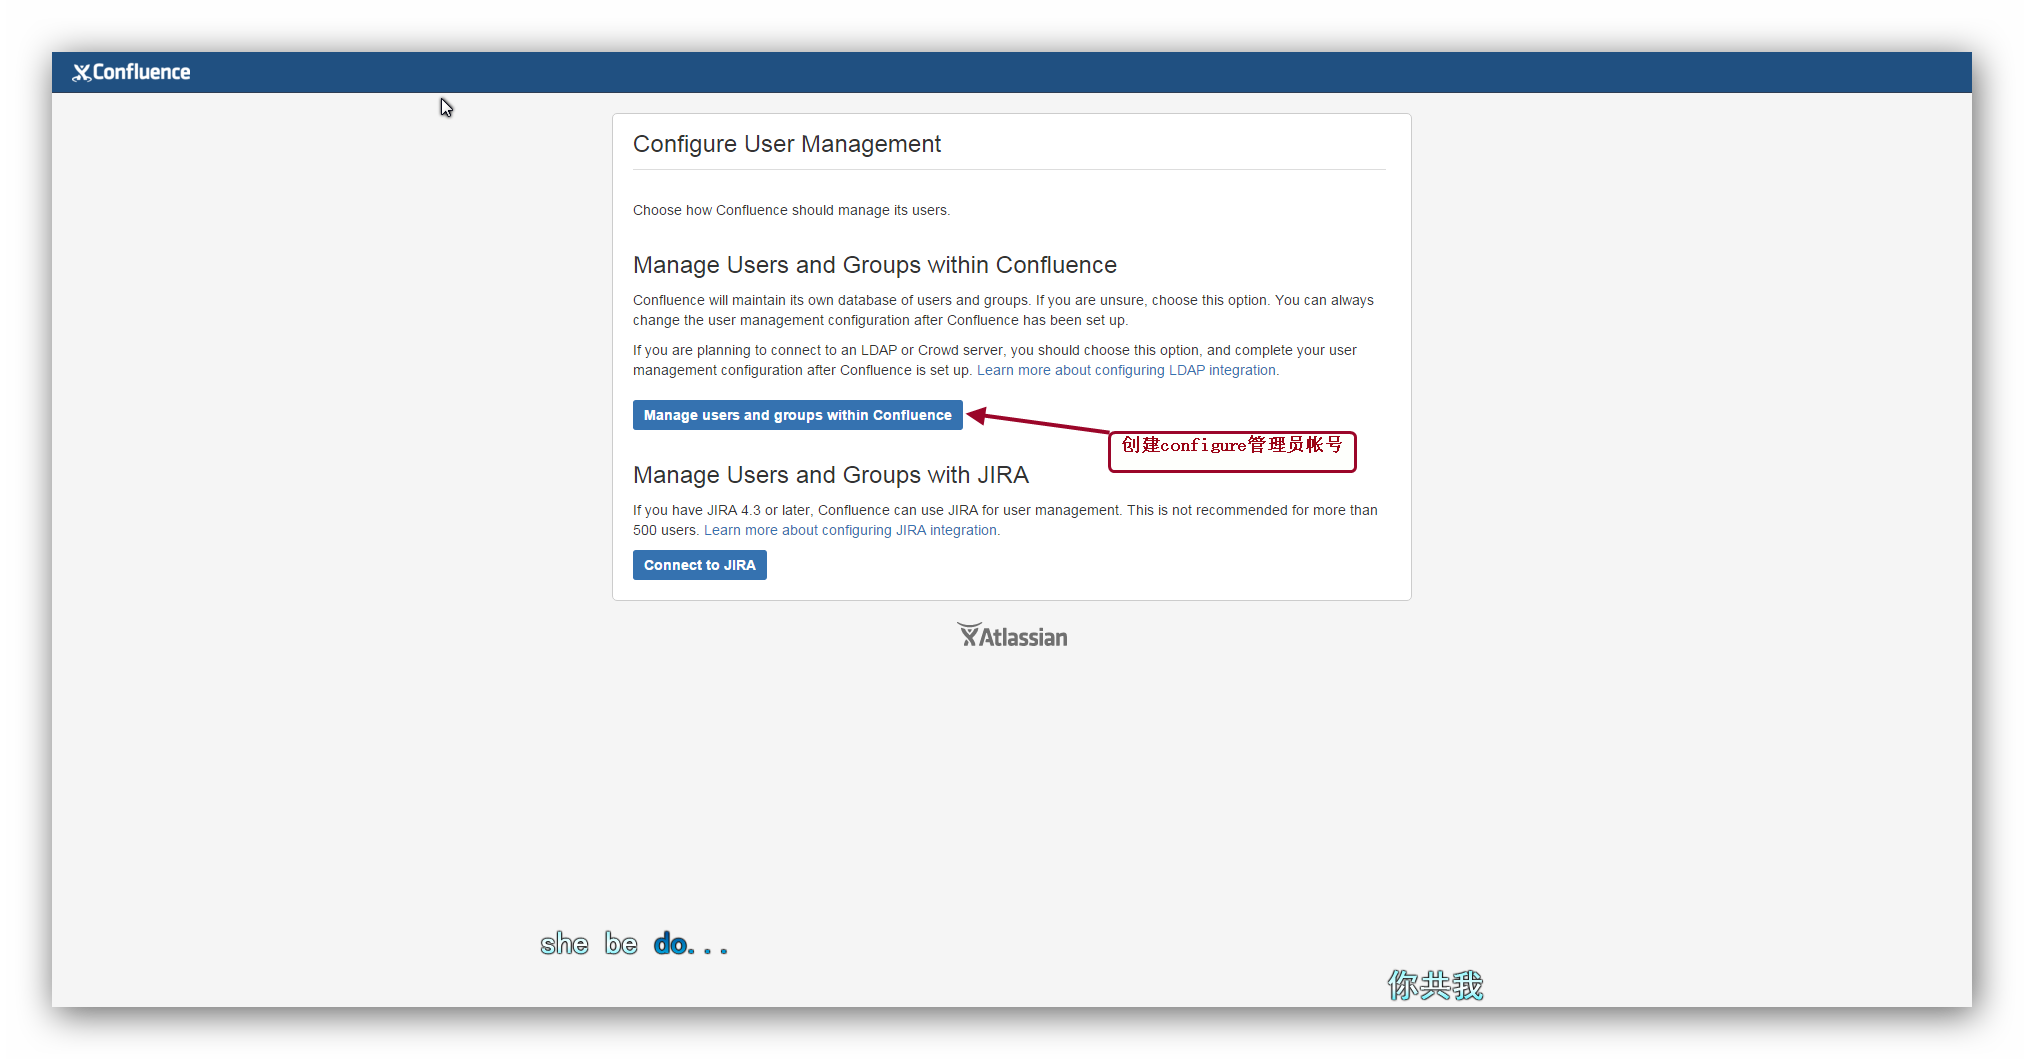 Confluence
Configure User Management
Choose how Confluence should manage its users.
Manage Users and Groups within Confluence
Confluence will maintain its own database of users and groups. If you are unsure, choose this option. You can always
change the user management configuration after Confluence has been set up.
If you are planning to connect to an LDAP or Crowd server, you should choose this option, and complete your user
management configuration after Confluence is set up. Learn more about configuring LDAP integration.
Manage users and groups within Confluence
创建configure管理员帐号
Manage Users and Groups with JIRA
If you have JIRA 4.3 or later, Confluence can use JIRA for user management. This is not recommended for more than
500 users. Learn more about configuring JIRA integration.
Connect to JIRA
Atlassian
she be do...
你共我